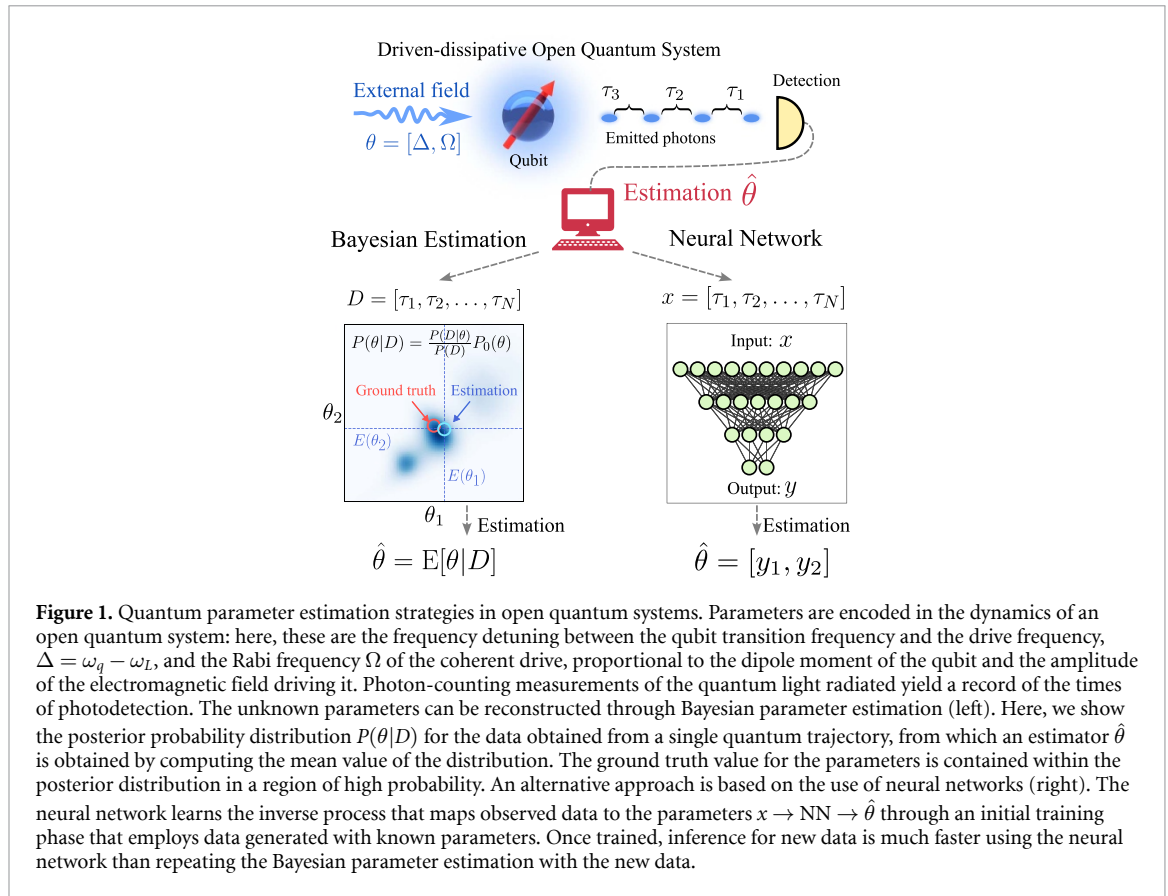 Driven-dissipative Open Quantum System
External field
θ = [Δ, Ω]
Qubit
τ₃ τ₂ τ₁
Emitted photons
Detection
Estimation θ̂
Bayesian Estimation
Neural Network
D = [τ₁, τ₂, . . . , τ_N]
P(θ|D) = P(D|θ)/P(D) P₀(θ)
Ground truth
Estimation
θ₂
E(θ₂)
E(θ₁)
θ₁
Estimation
θ̂ = E[θ|D]
x = [τ₁, τ₂, . . . , τ_N]
Input: x
Output: y
Estimation
θ̂ = [y₁, y₂]
Figure 1. Quantum parameter estimation strategies in open quantum systems. Parameters are encoded in the dynamics of an
open quantum system: here, these are the frequency detuning between the qubit transition frequency and the drive frequency,
Δ = ω_q − ω_L, and the Rabi frequency Ω of the coherent drive, proportional to the dipole moment of the qubit and the amplitude
of the electromagnetic field driving it. Photon-counting measurements of the quantum light radiated yield a record of the times
of photodetection. The unknown parameters can be reconstructed through Bayesian parameter estimation (left). Here, we show
the posterior probability distribution P(θ|D) for the data obtained from a single quantum trajectory, from which an estimator θ̂
is obtained by computing the mean value of the distribution. The ground truth value for the parameters is contained within the
posterior distribution in a region of high probability. An alternative approach is based on the use of neural networks (right). The
neural network learns the inverse process that maps observed data to the parameters x → NN → θ̂ through an initial training
phase that employs data generated with known parameters. Once trained, inference for new data is much faster using the neural
network than repeating the Bayesian parameter estimation with the new data.